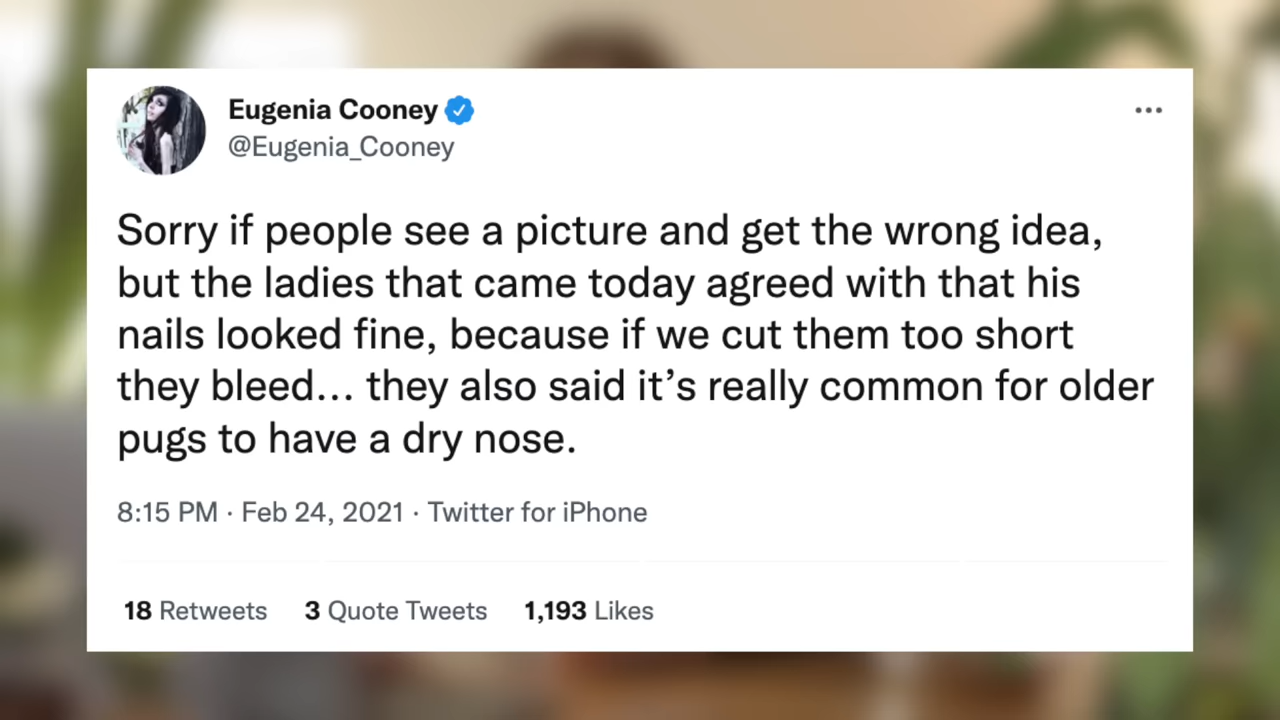 Eugenia Cooney
@Eugenia_Cooney
Sorry if people see a picture and get the wrong idea,
but the ladies that came today agreed with that his
nails looked fine, because if we cut them too short
they bleed... they also said it’s really common for older
pugs to have a dry nose.
8:15 PM · Feb 24, 2021 · Twitter for iPhone
18 Retweets 3 Quote Tweets 1,193 Likes